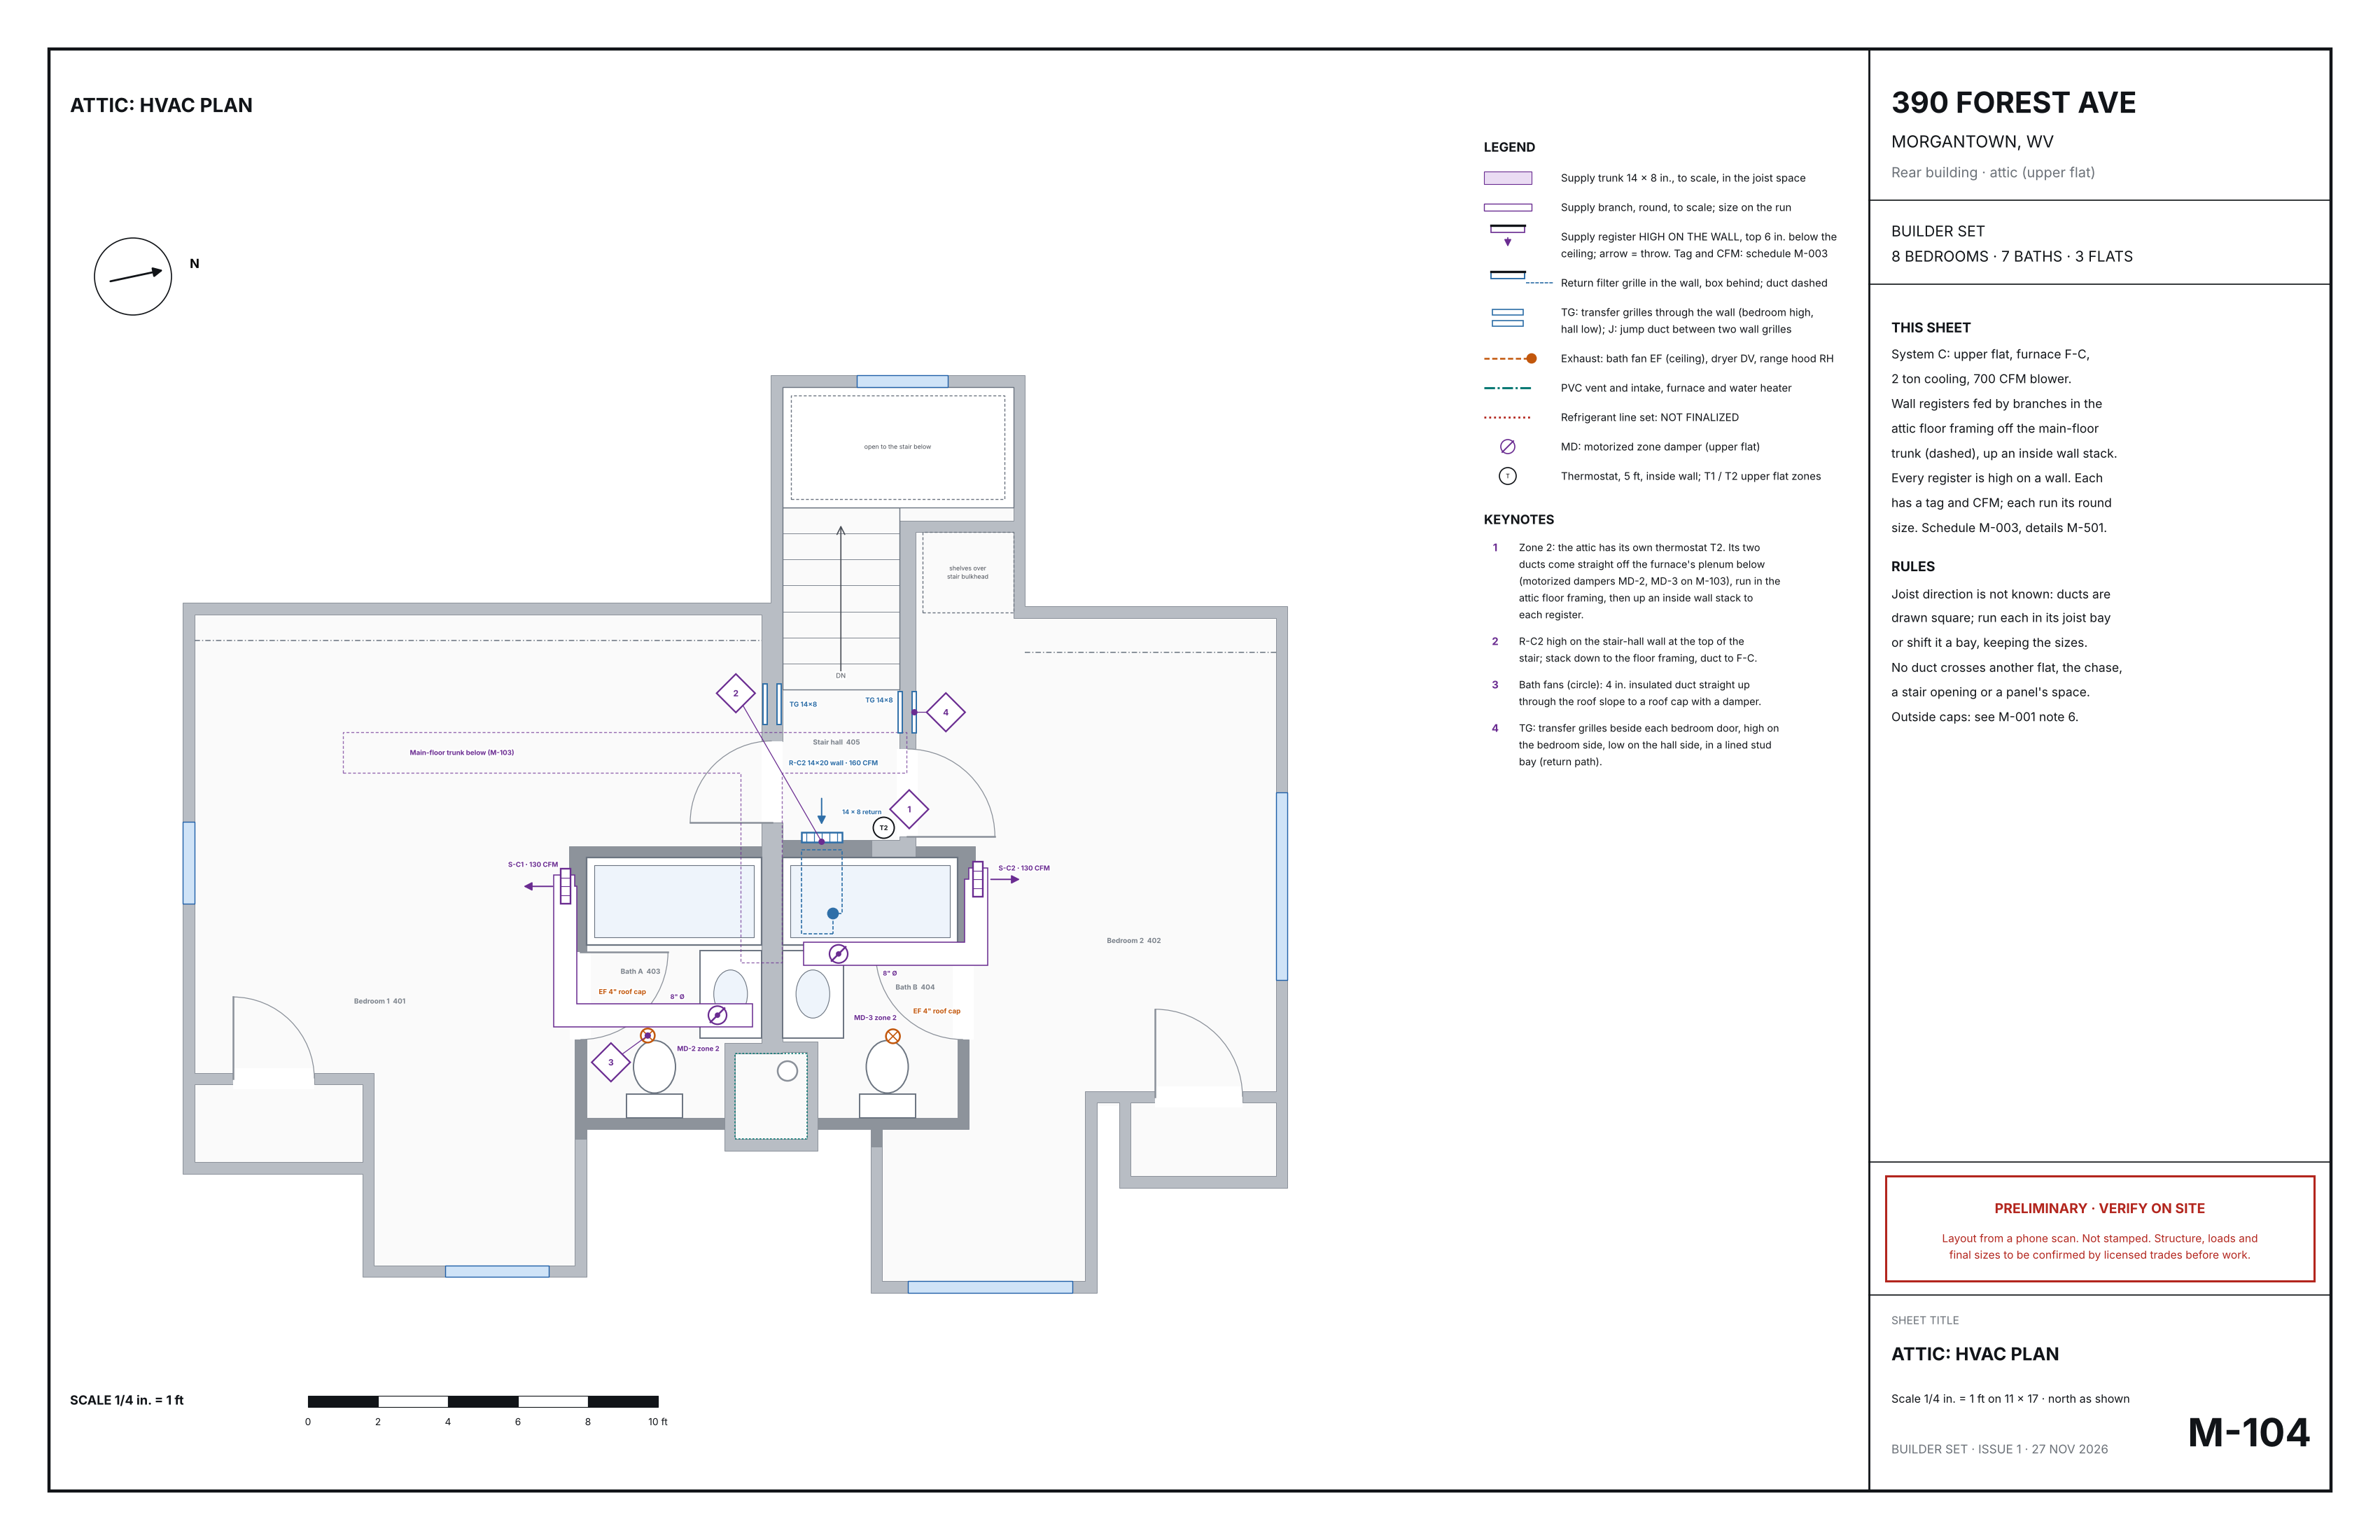 ATTIC: HVAC PLAN
N
open to the stair below
shelves over
stair bulkhead
DN
2
TG 14×8
TG 14×8
4
Stair hall 405
Main-floor trunk below (M-103)
R-C2 14×20 wall · 160 CFM
14 × 8 return
1
T2
S-C1 · 130 CFM
S-C2 · 130 CFM
Bedroom 2 402
Bath A 403
8" Ø
Bath B 404
EF 4" roof cap
8" Ø
Bedroom 1 401
EF 4" roof cap
MD-3 zone 2
MD-2 zone 2
3
SCALE 1/4 in. = 1 ft
0 2 4 6 8 10 ft
LEGEND
Supply trunk 14 × 8 in., to scale, in the joist space
Supply branch, round, to scale; size on the run
Supply register HIGH ON THE WALL, top 6 in. below the
ceiling; arrow = throw. Tag and CFM: schedule M-003
Return filter grille in the wall, box behind; duct dashed
TG: transfer grilles through the wall (bedroom high,
hall low); J: jump duct between two wall grilles
Exhaust: bath fan EF (ceiling), dryer DV, range hood RH
PVC vent and intake, furnace and water heater
Refrigerant line set: NOT FINALIZED
MD: motorized zone damper (upper flat)
T
Thermostat, 5 ft, inside wall; T1 / T2 upper flat zones
KEYNOTES
1 Zone 2: the attic has its own thermostat T2. Its two
ducts come straight off the furnace's plenum below
(motorized dampers MD-2, MD-3 on M-103), run in the
attic floor framing, then up an inside wall stack to
each register.
2 R-C2 high on the stair-hall wall at the top of the
stair; stack down to the floor framing, duct to F-C.
3 Bath fans (circle): 4 in. insulated duct straight up
through the roof slope to a roof cap with a damper.
4 TG: transfer grilles beside each bedroom door, high on
the bedroom side, low on the hall side, in a lined stud
bay (return path).
390 FOREST AVE
MORGANTOWN, WV
Rear building · attic (upper flat)
BUILDER SET
8 BEDROOMS · 7 BATHS · 3 FLATS
THIS SHEET
System C: upper flat, furnace F-C,
2 ton cooling, 700 CFM blower.
Wall registers fed by branches in the
attic floor framing off the main-floor
trunk (dashed), up an inside wall stack.
Every register is high on a wall. Each
has a tag and CFM; each run its round
size. Schedule M-003, details M-501.
RULES
Joist direction is not known: ducts are
drawn square; run each in its joist bay
or shift it a bay, keeping the sizes.
No duct crosses another flat, the chase,
a stair opening or a panel's space.
Outside caps: see M-001 note 6.
PRELIMINARY · VERIFY ON SITE
Layout from a phone scan. Not stamped. Structure, loads and
final sizes to be confirmed by licensed trades before work.
SHEET TITLE
ATTIC: HVAC PLAN
Scale 1/4 in. = 1 ft on 11 × 17 · north as shown
BUILDER SET · ISSUE 1 · 27 NOV 2026
M-104